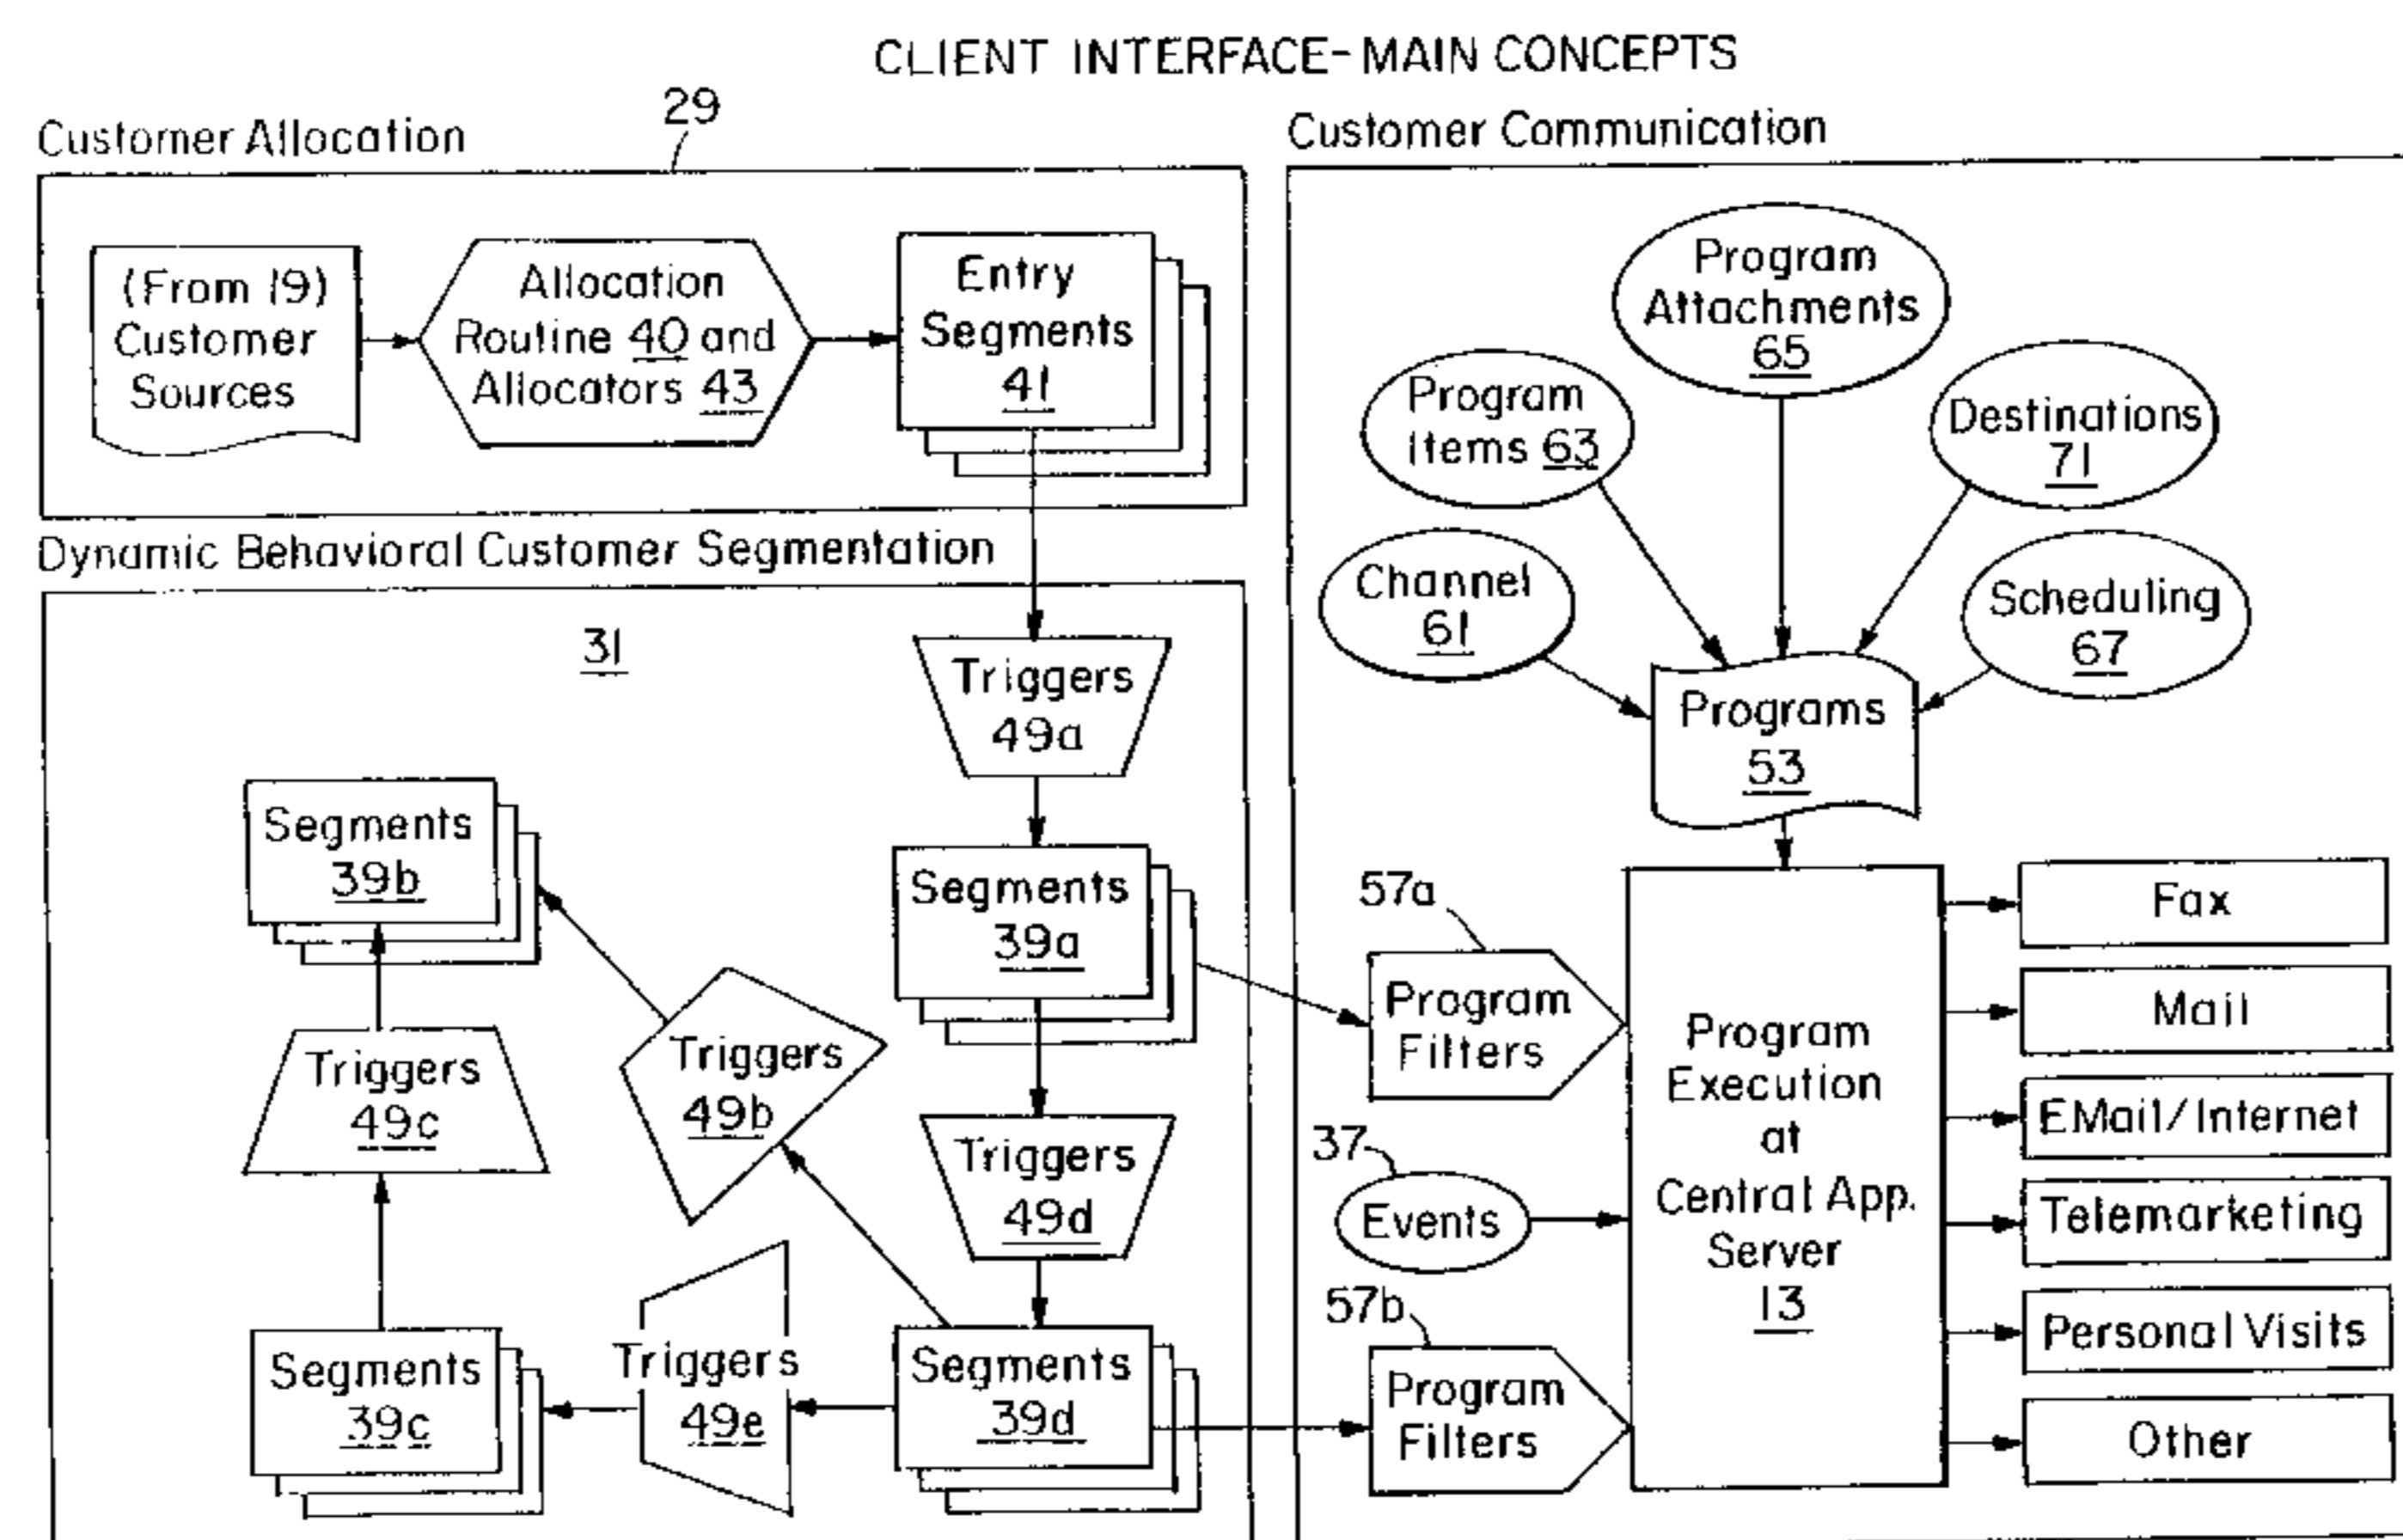 CLIENT INTERFACE-MAIN CONCEPTS
Customer Allocation
29
(From 19)
Customer
Sources
Allocation
Routine 40 and
Allocators 43
Entry
Segments
41
Dynamic Behavioral Customer Segmentation
31
Triggers
49a
Segments
39a
Segments
39b
Triggers
49b
Triggers
49c
Triggers
49d
Segments
39c
Triggers
49e
Segments
39d
Customer Communication
Program
Attachments
65
Program
Items 63
Destinations
71
Channel
61
Scheduling
67
Programs
53
57a
Program
Filters
37
Events
57b
Program
Filters
Program
Execution
at
Central App.
Server
13
Fax
Mail
EMail/Internet
Telemarketing
Personal Visits
Other